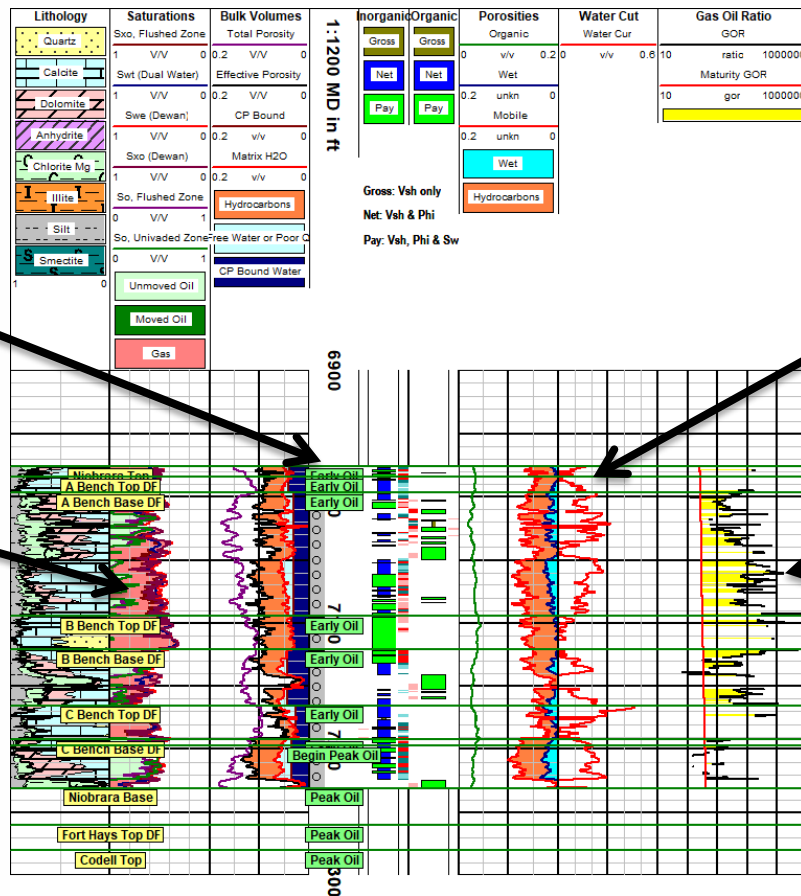 Lithology
Quartz
Calcite
Dolomite
Anhydrite
Chlorite Mg
Illite
Silt
Smectite
1 0
Saturations
Sxo, Flushed Zone
1 V/V 0
Swt (Dual Water)
1 V/V 0
Swe (Dewan)
1 V/V 0
Sxo (Dewan)
1 V/V 0
So, Flushed Zone
0 V/V 1
So, Univaded Zone
0 V/V 1
Unmoved Oil
Moved Oil
Gas
Bulk Volumes
Total Porosity
0.2 V/V 0
Effective Porosity
0.2 V/V 0
CP Bound
0.2 v/v 0
Matrix H2O
0.2 v/v 0
Hydrocarbons
Free Water or Poor Q
CP Bound Water
1:1200 MD in ft
Inorganic
Gross
Net
Pay
Organic
Gross
Net
Pay
Gross: Vsh only
Net: Vsh & Phi
Pay: Vsh, Phi & Sw
Porosities
Organic
0 v/v 0.2
Wet
0.2 unkn 0
Mobile
0.2 unkn 0
Wet
Hydrocarbons
Water Cut
Water Cur
0 v/v 0.6
Gas Oil Ratio
GOR
10 ratic 100000
Maturity GOR
10 gor 100000
6900
Niobrara Top Early Oil
A Bench Top DF Early Oil
A Bench Base DF Early Oil
B Bench Top DF Early Oil
B Bench Base DF Early Oil
C Bench Top DF Early Oil
C Bench Base DF
Begin Peak Oil
Niobrara Base Peak Oil
Fort Hays Top DF Peak Oil
Codell Top Peak Oil